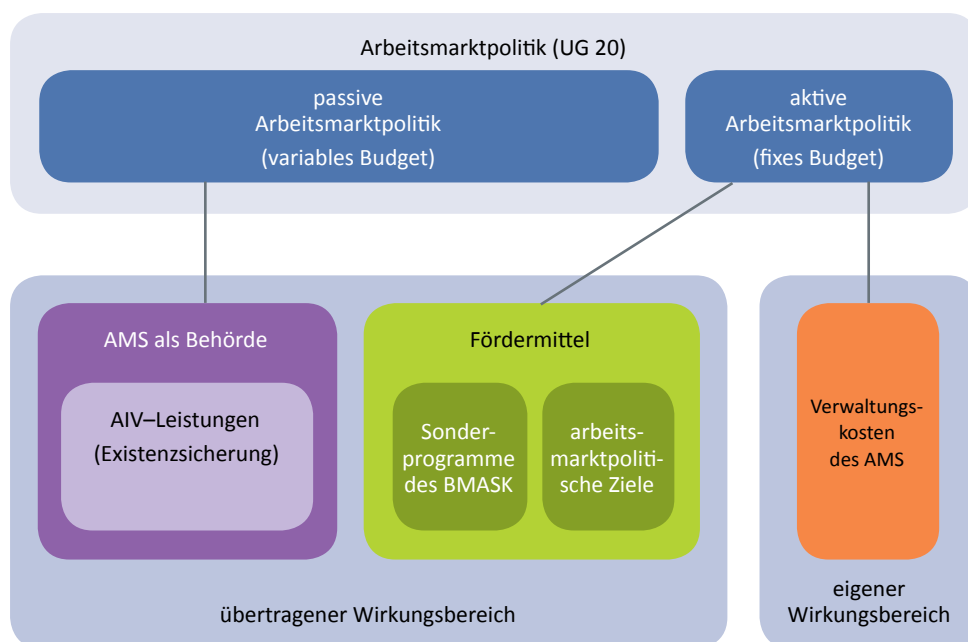 Arbeitsmarktpolitik (UG 20)
passive
Arbeitsmarktpolitik
(variables Budget)
aktive
Arbeitsmarktpolitik
(fixes Budget)
AMS als Behörde
AlV–Leistungen
(Existenzsicherung)
Fördermittel
Sonder-
programme
des BMASK
arbeits-
marktpoliti-
sche Ziele
Verwaltungs-
kosten
des AMS
übertragener Wirkungsbereich
eigener
Wirkungsbereich